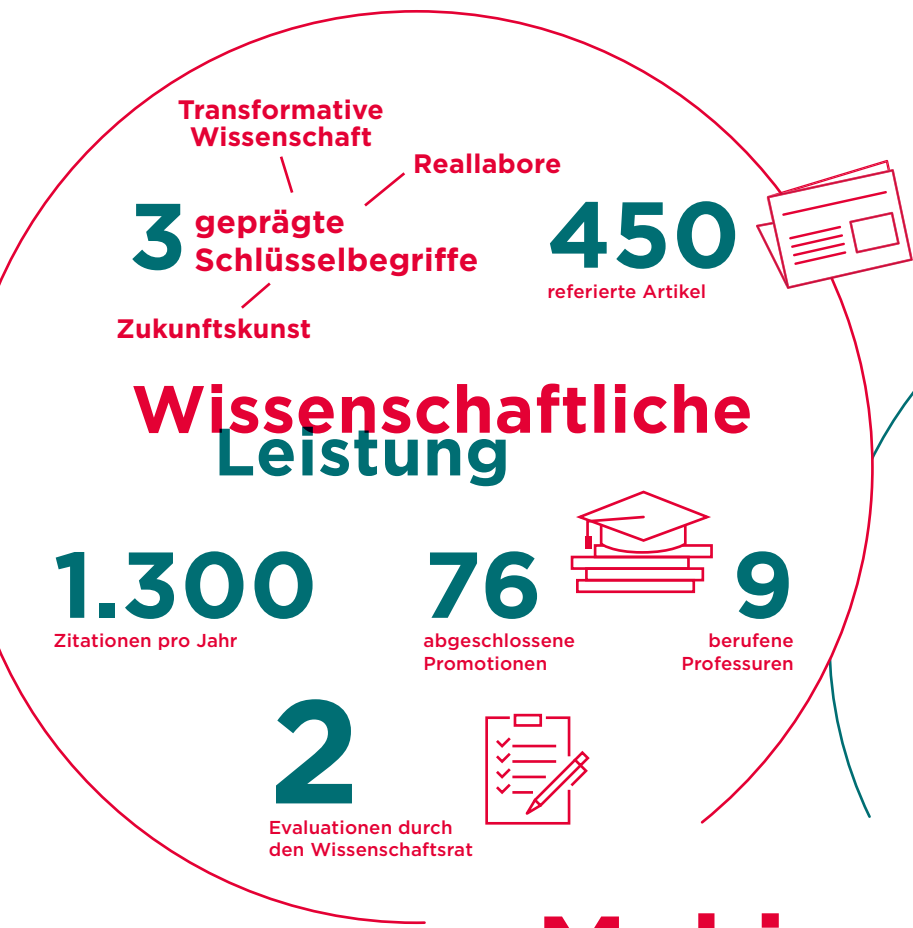 Transformative
Wissenschaft
Reallabore
3 geprägte
Schlüsselbegriffe
Zukunftskunst
450
referierte Artikel
Wissenschaftliche
Leistung
1.300
Zitationen pro Jahr
76
abgeschlossene
Promotionen
9
berufene
Professuren
2
Evaluationen durch
den Wissenschaftsrat